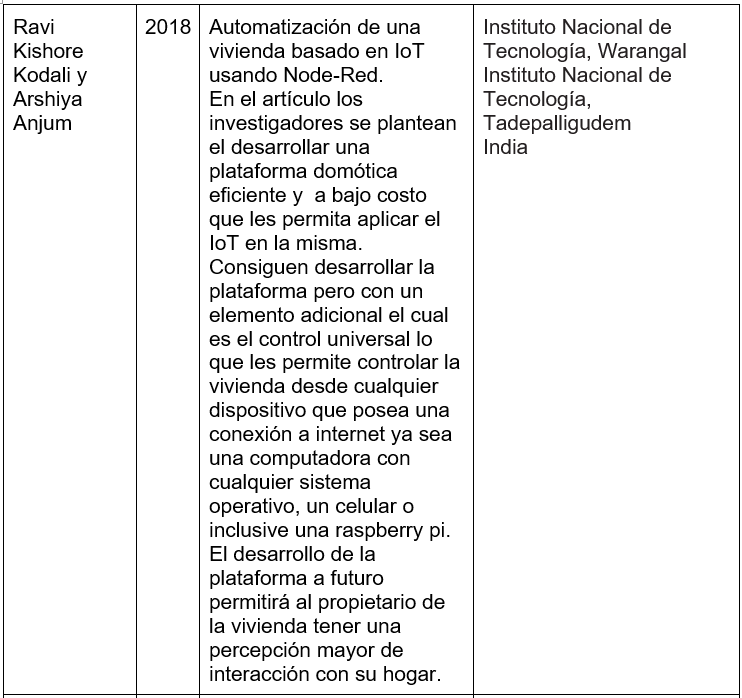 Ravi
Kishore
Kodali y
Arshiya
Anjum
2018
Automatización de una
vivienda basado en IoT
usando Node-Red.
En el artículo los
investigadores se plantean
el desarrollar una
plataforma domótica
eficiente y  a bajo costo
que les permita aplicar el
IoT en la misma.
Consiguen desarrollar la
plataforma pero con un
elemento adicional el cual
es el control universal lo
que les permite controlar la
vivienda desde cualquier
dispositivo que posea una
conexión a internet ya sea
una computadora con
cualquier sistema
operativo, un celular o
inclusive una raspberry pi.
El desarrollo de la
plataforma a futuro
permitirá al propietario de
la vivienda tener una
percepción mayor de
interacción con su hogar.
Instituto Nacional de
Tecnología, Warangal
Instituto Nacional de
Tecnología,
Tadepalligudem
India